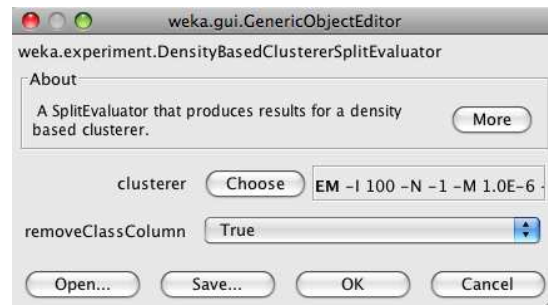 weka.gui.GenericObjectEditor
weka.experiment.DensityBasedClustererSplitEvaluator
About
A SplitEvaluator that produces results for a density
based clusterer.
More
clusterer Choose EM -I 100 -N -1 -M 1.0E-6 -
removeClassColumn True
Open... Save... OK Cancel